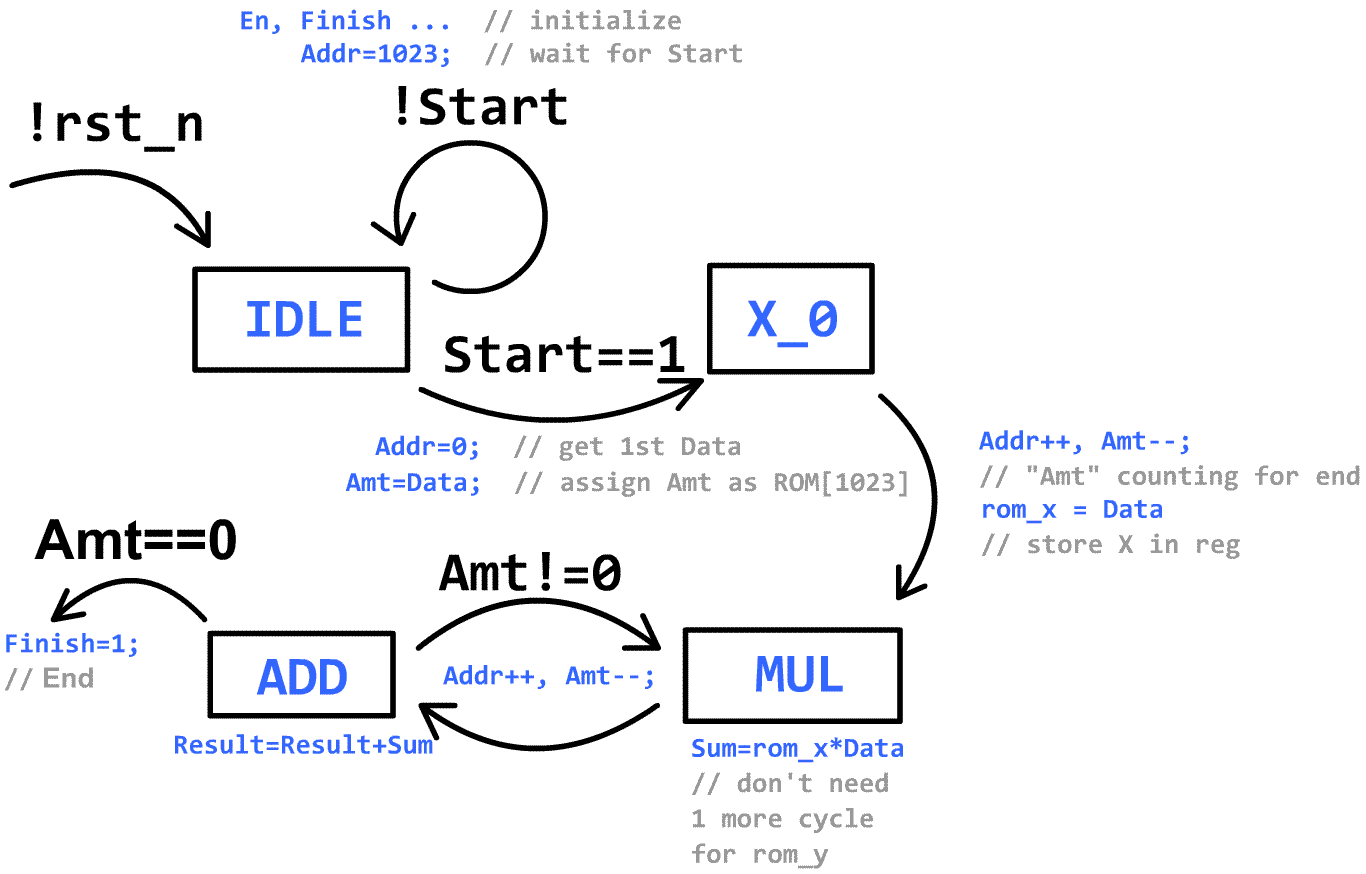 En, Finish ... // initialize
Addr=1023; // wait for Start
!rst_n
!Start
IDLE
X_0
Start==1
Addr=0; // get 1st Data
Amt=Data; // assign Amt as ROM[1023]
Addr++, Amt--;
// "Amt" counting for end
rom_x = Data
// store X in reg
Amt==0
Amt!=0
Finish=1;
// End
ADD
Addr++, Amt--;
MUL
Result=Result+Sum
Sum=rom_x*Data
// don't need
1 more cycle
for rom_y